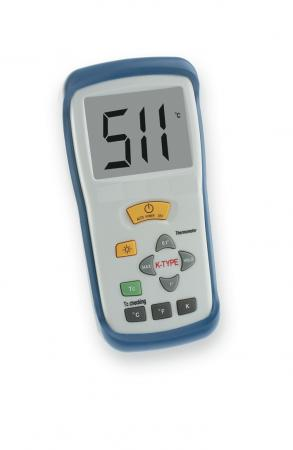 511 °C
AUTO POWER OFF
Thermometer
MAX K-TYPE HOLD
Tc
Tc checking
°C °F K